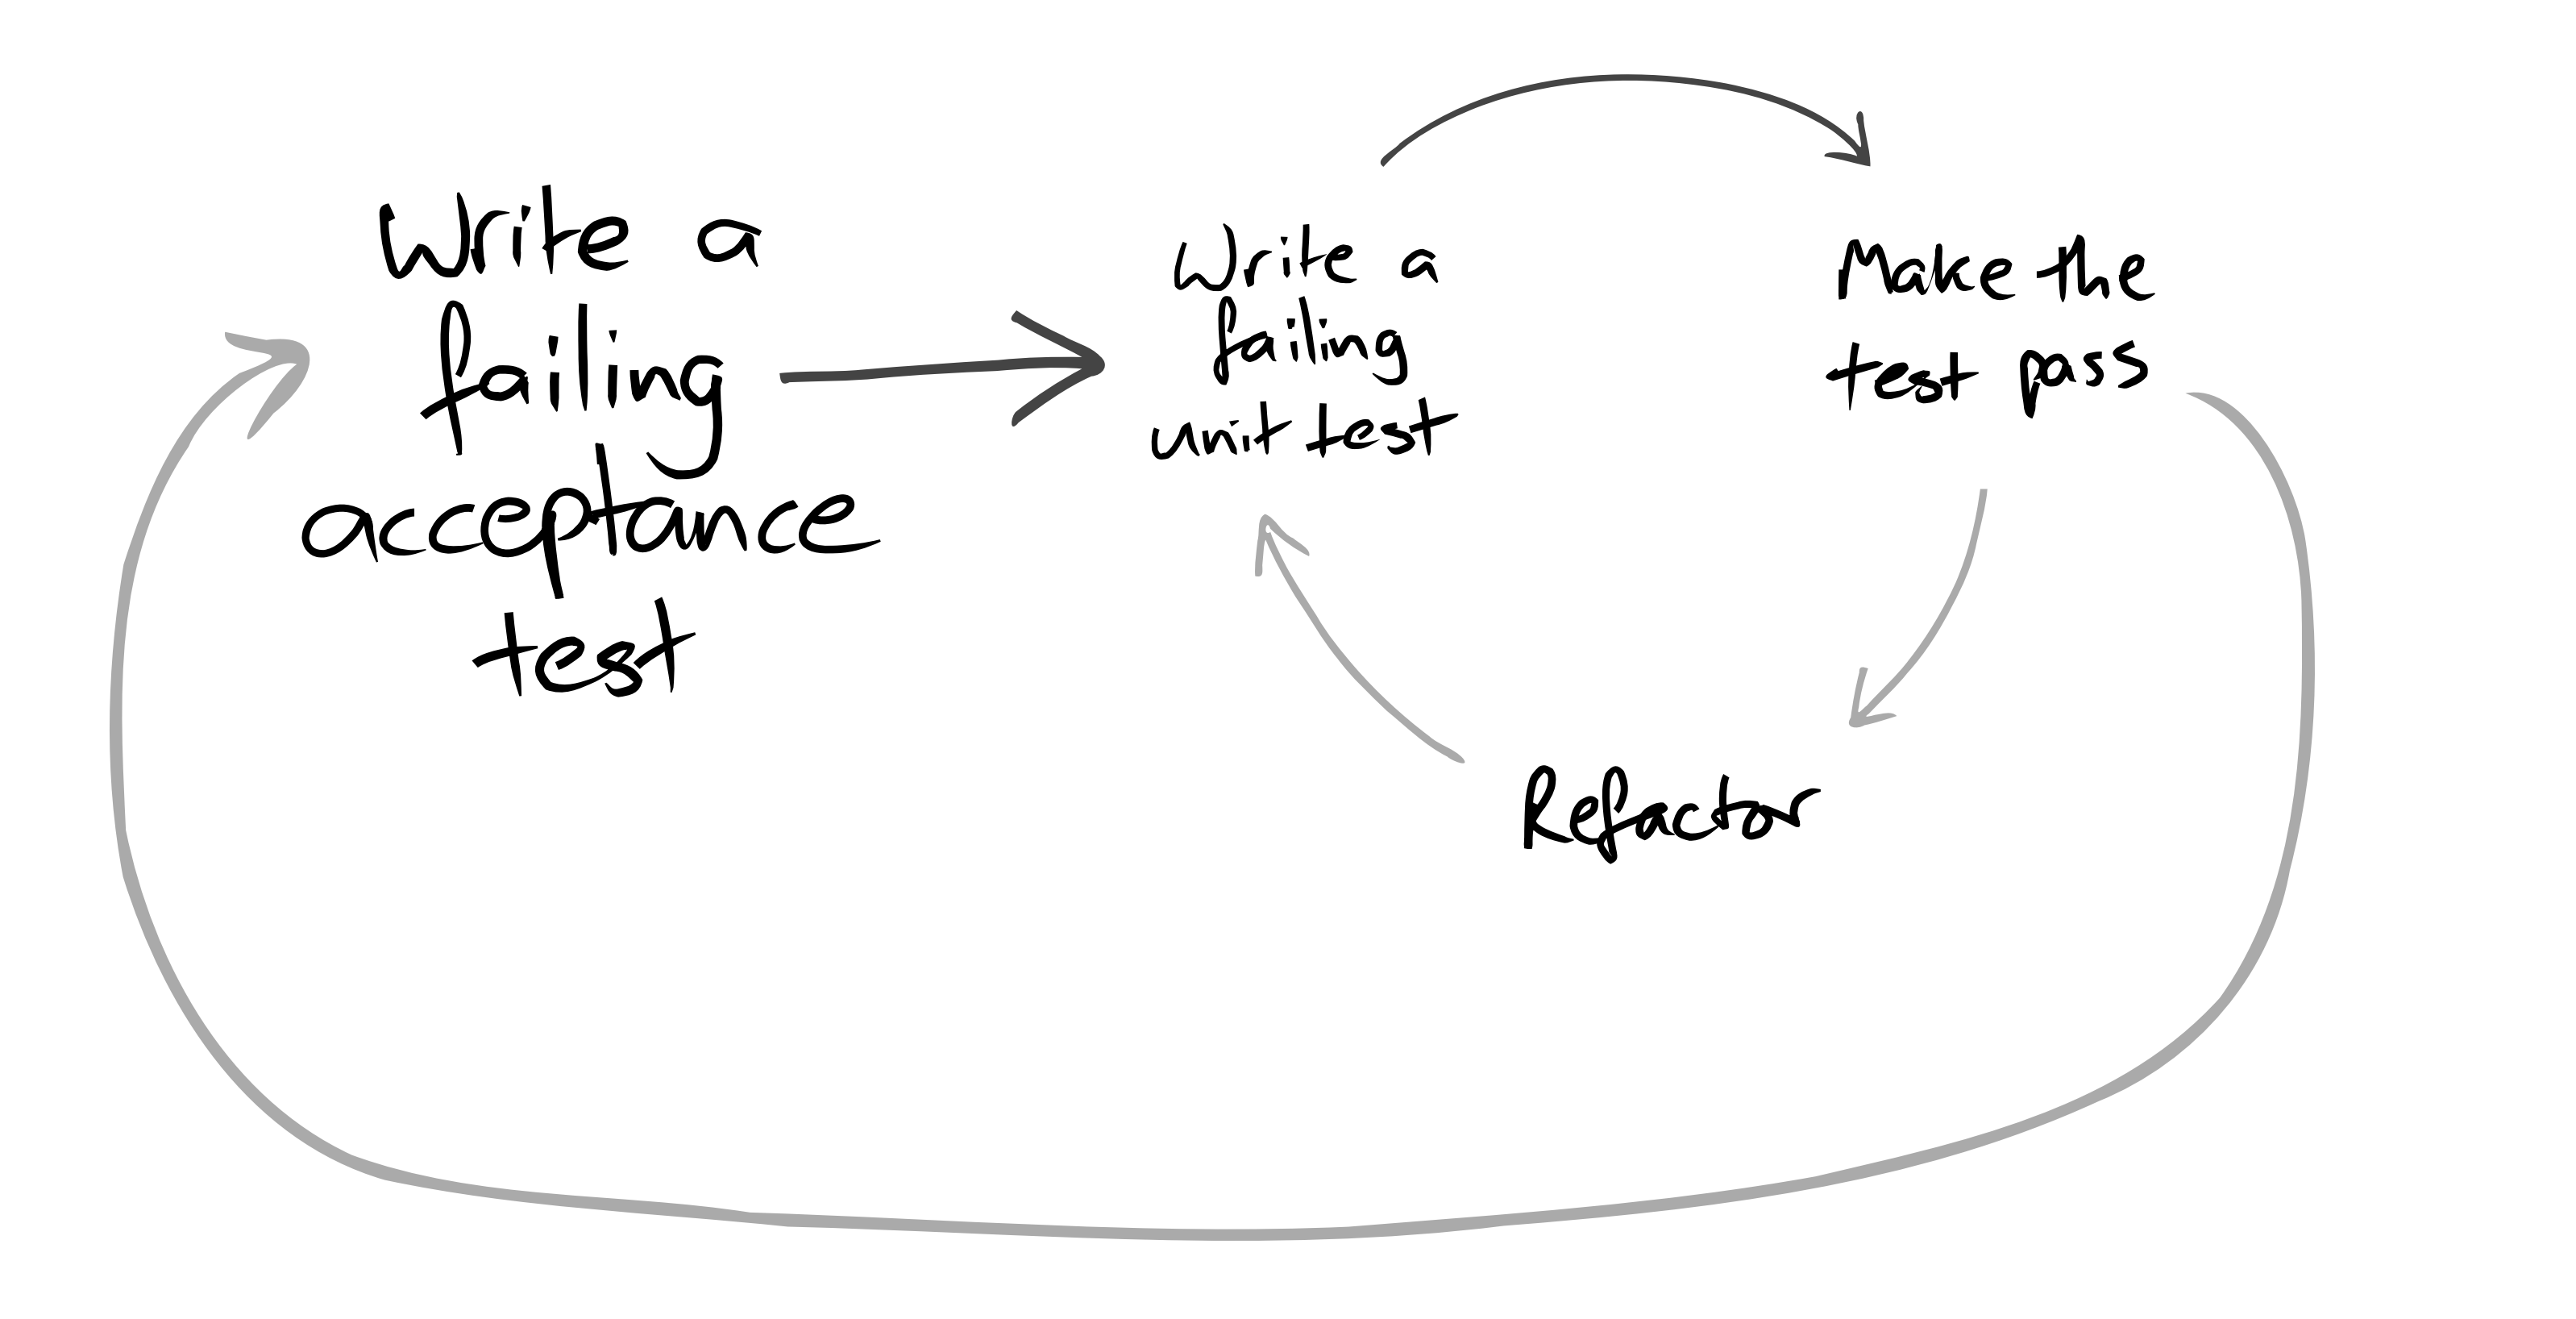 Write a
failing
acceptance
test
Write a
failing
unit test
Make the
test pass
Refactor